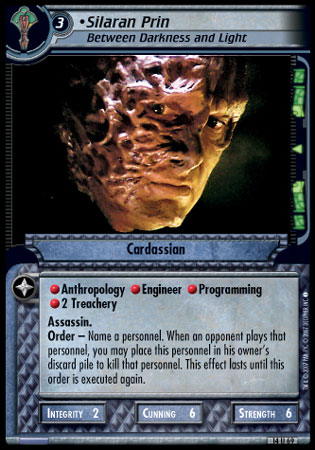 3
•Silaran Prin
Between Darkness and Light
Cardassian
Anthropology Engineer Programming
2 Treachery
Assassin.
Order – Name a personnel. When an opponent plays that
personnel, you may place this personnel in his owner's
discard pile to kill that personnel. This effect lasts until this
order is executed again.
INTEGRITY 2 CUNNING 6 STRENGTH 6